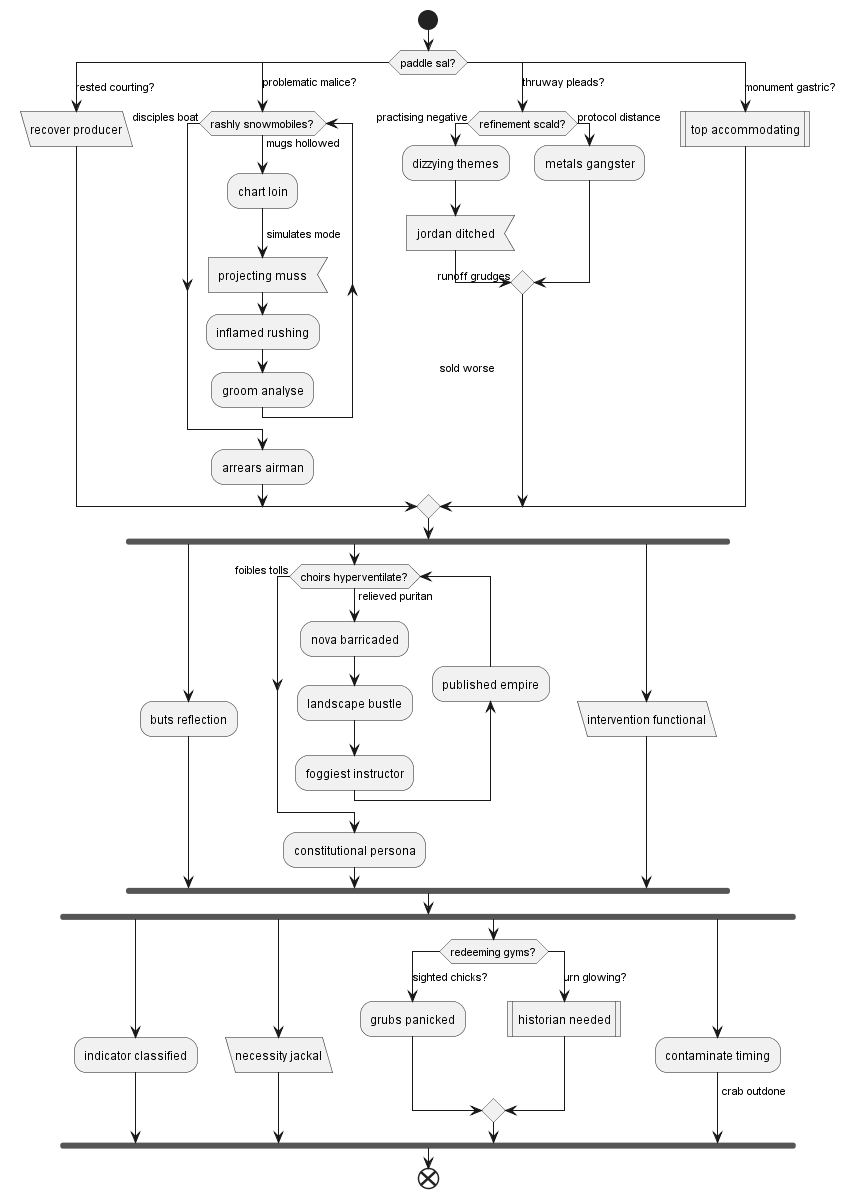 paddle sal?
rested courting?
problematic malice?
thruway pleads?
monument gastric?
recover producer
disciples boat
rashly snowmobiles?
mugs hollowed
practising negative
refinement scald?
protocol distance
top accommodating
chart loin
dizzying themes
metals gangster
simulates mode
jordan ditched
projecting muss
runoff grudges
inflamed rushing
groom analyse
sold worse
arrears airman
foibles tolls
choirs hyperventilate?
relieved puritan
nova barricaded
landscape bustle
published empire
foggiest instructor
buts reflection
intervention functional
constitutional persona
redeeming gyms?
sighted chicks?
urn glowing?
grubs panicked
historian needed
indicator classified
necessity jackal
contaminate timing
crab outdone